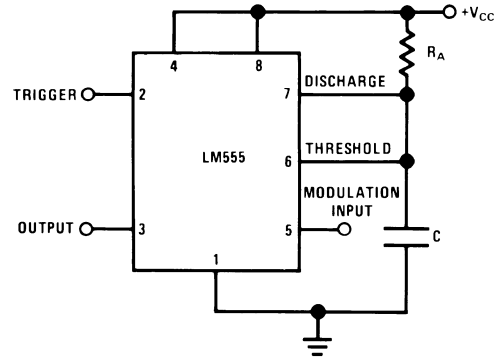 +VCC
4
8
RA
TRIGGER
2
7
DISCHARGE
LM555
6
THRESHOLD
MODULATION
INPUT
OUTPUT
3
5
C
1